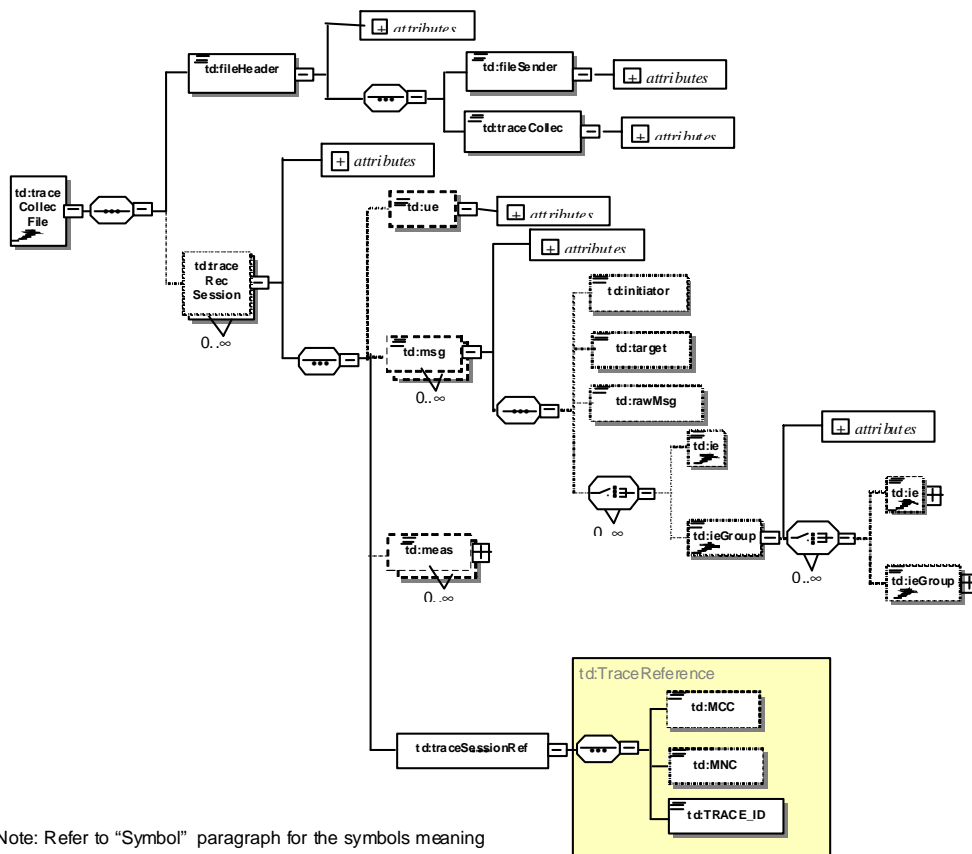 attributes
td:fileHeader
td:fileSender
attributes
td:traceCollec
attributes
attributes
td:trace
Collec
File
td:ue
attributes
attributes
td:trace
Rec
Session
0..∞
td:initiator
td:msg
0..∞
td:target
td:rawMsg
attributes
td:ie
0..∞
td:ie
td:ieGroup
0..∞
td:meas
0..∞
td:ieGroup
td:TraceReference
td:MCC
td:traceSessionRef
td:MNC
td:TRACE_ID
Note: Refer to “Symbol” paragraph for the symbols meaning